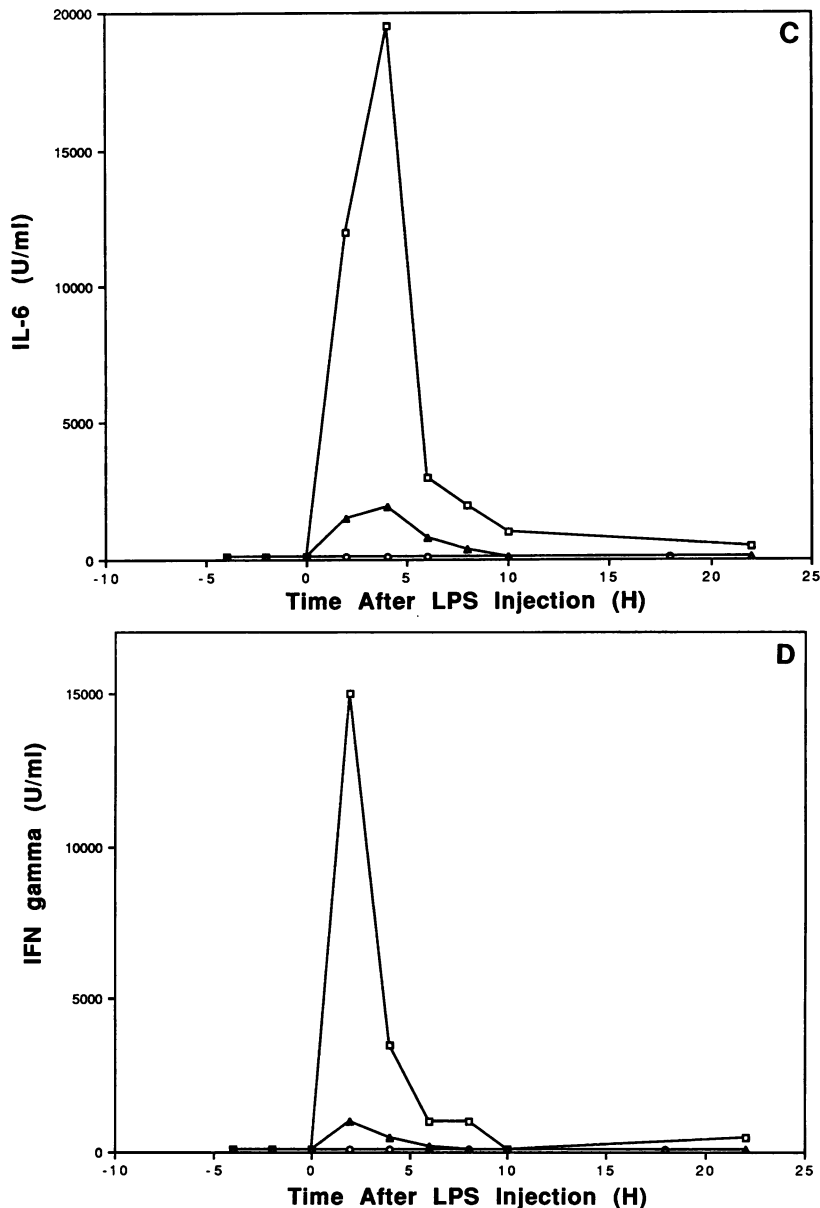 C
20000
15000
10000
5000
0
IL-6 (U/ml)
-10 -5 0 5 10 15 20 25
Time After LPS Injection (H)
D
15000
10000
5000
0
IFN gamma (U/ml)
-10 -5 0 5 10 15 20 25
Time After LPS Injection (H)